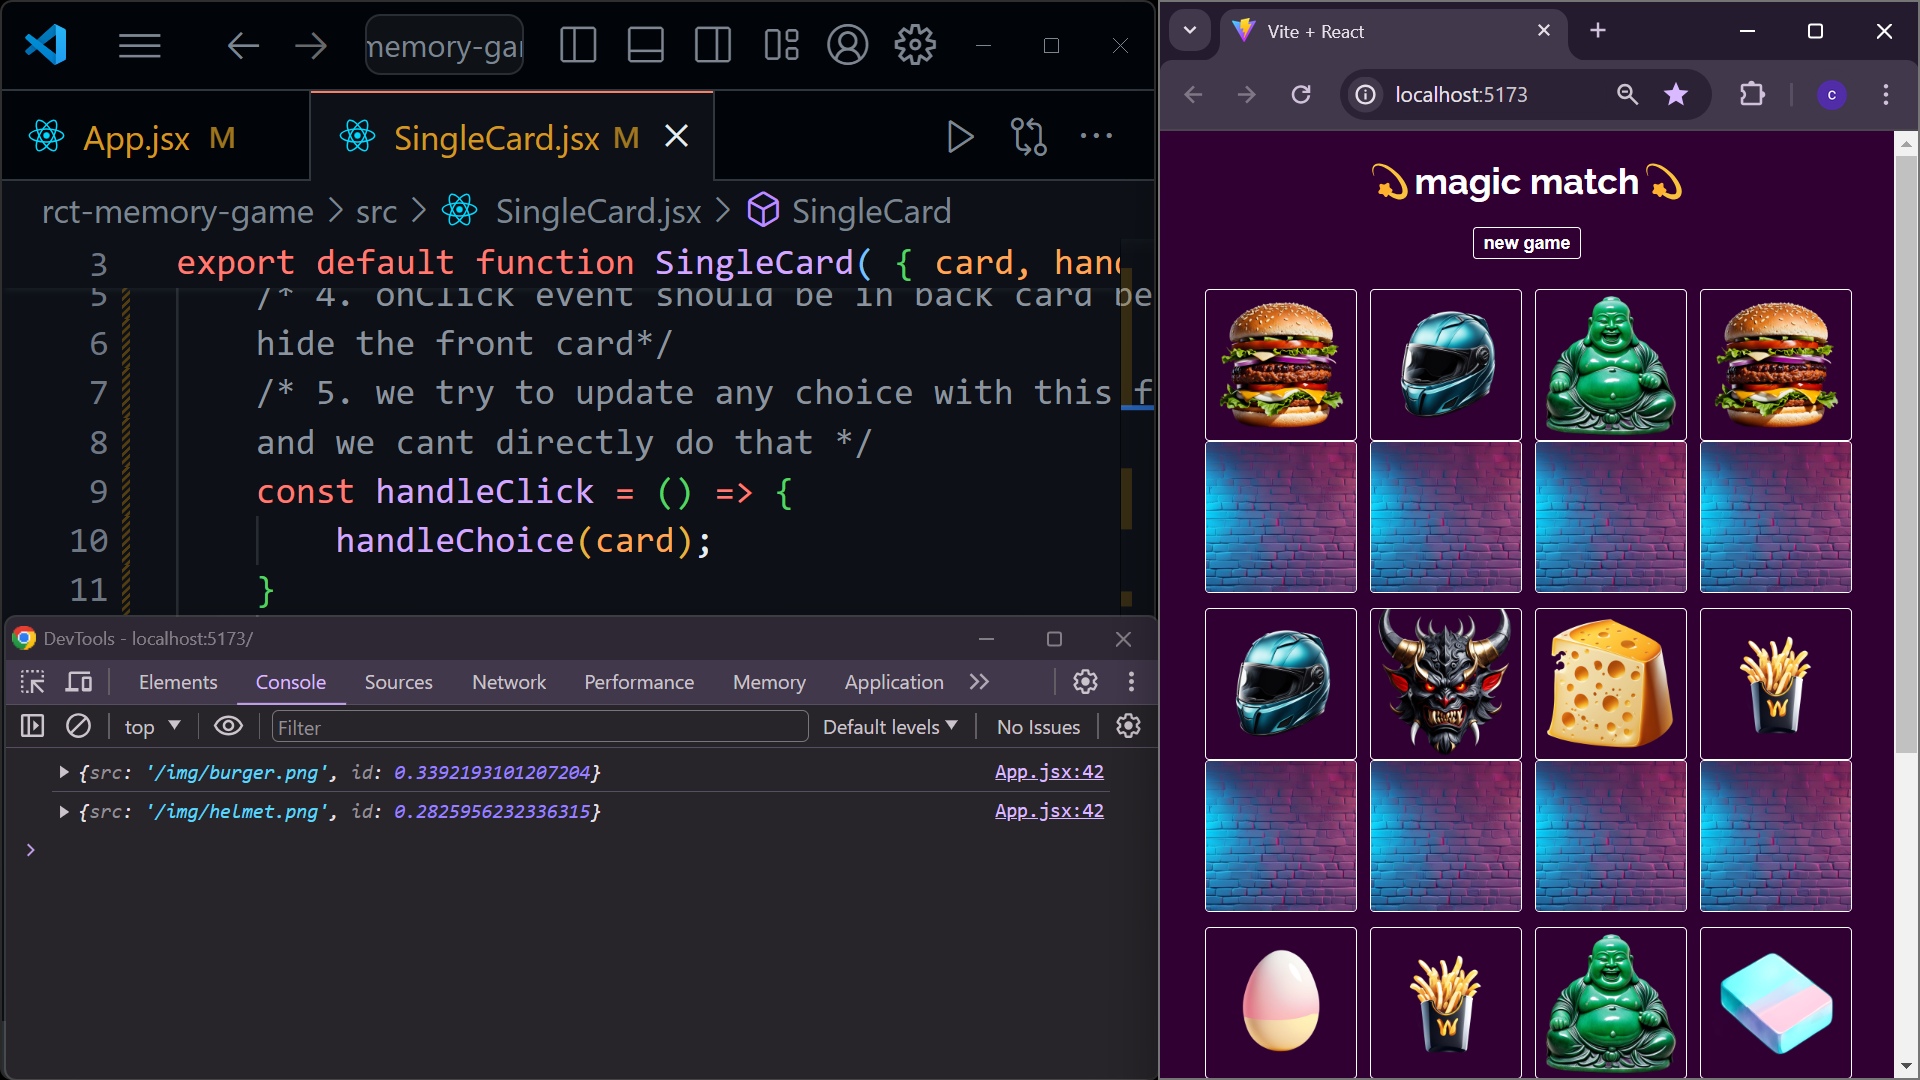 memory-gar
App.jsx M
SingleCard.jsx M
rct-memory-game > src > SingleCard.jsx > SingleCard
3 export default function SingleCard( { card, hand
5 /* 4. onClick event should be in back card be
6 hide the front card*/
7 /* 5. we try to update any choice with this f
8 and we cant directly do that */
9 const handleClick = () => {
10 handleChoice(card);
11 }
DevTools - localhost:5173/
Elements Console Sources Network Performance Memory Application
top Filter Default levels No Issues
{src: '/img/burger.png', id: 0.3392193101207204} App.jsx:42
{src: '/img/helmet.png', id: 0.2825956232336315} App.jsx:42
Vite + React
localhost:5173
c
magic match
new game
W
W